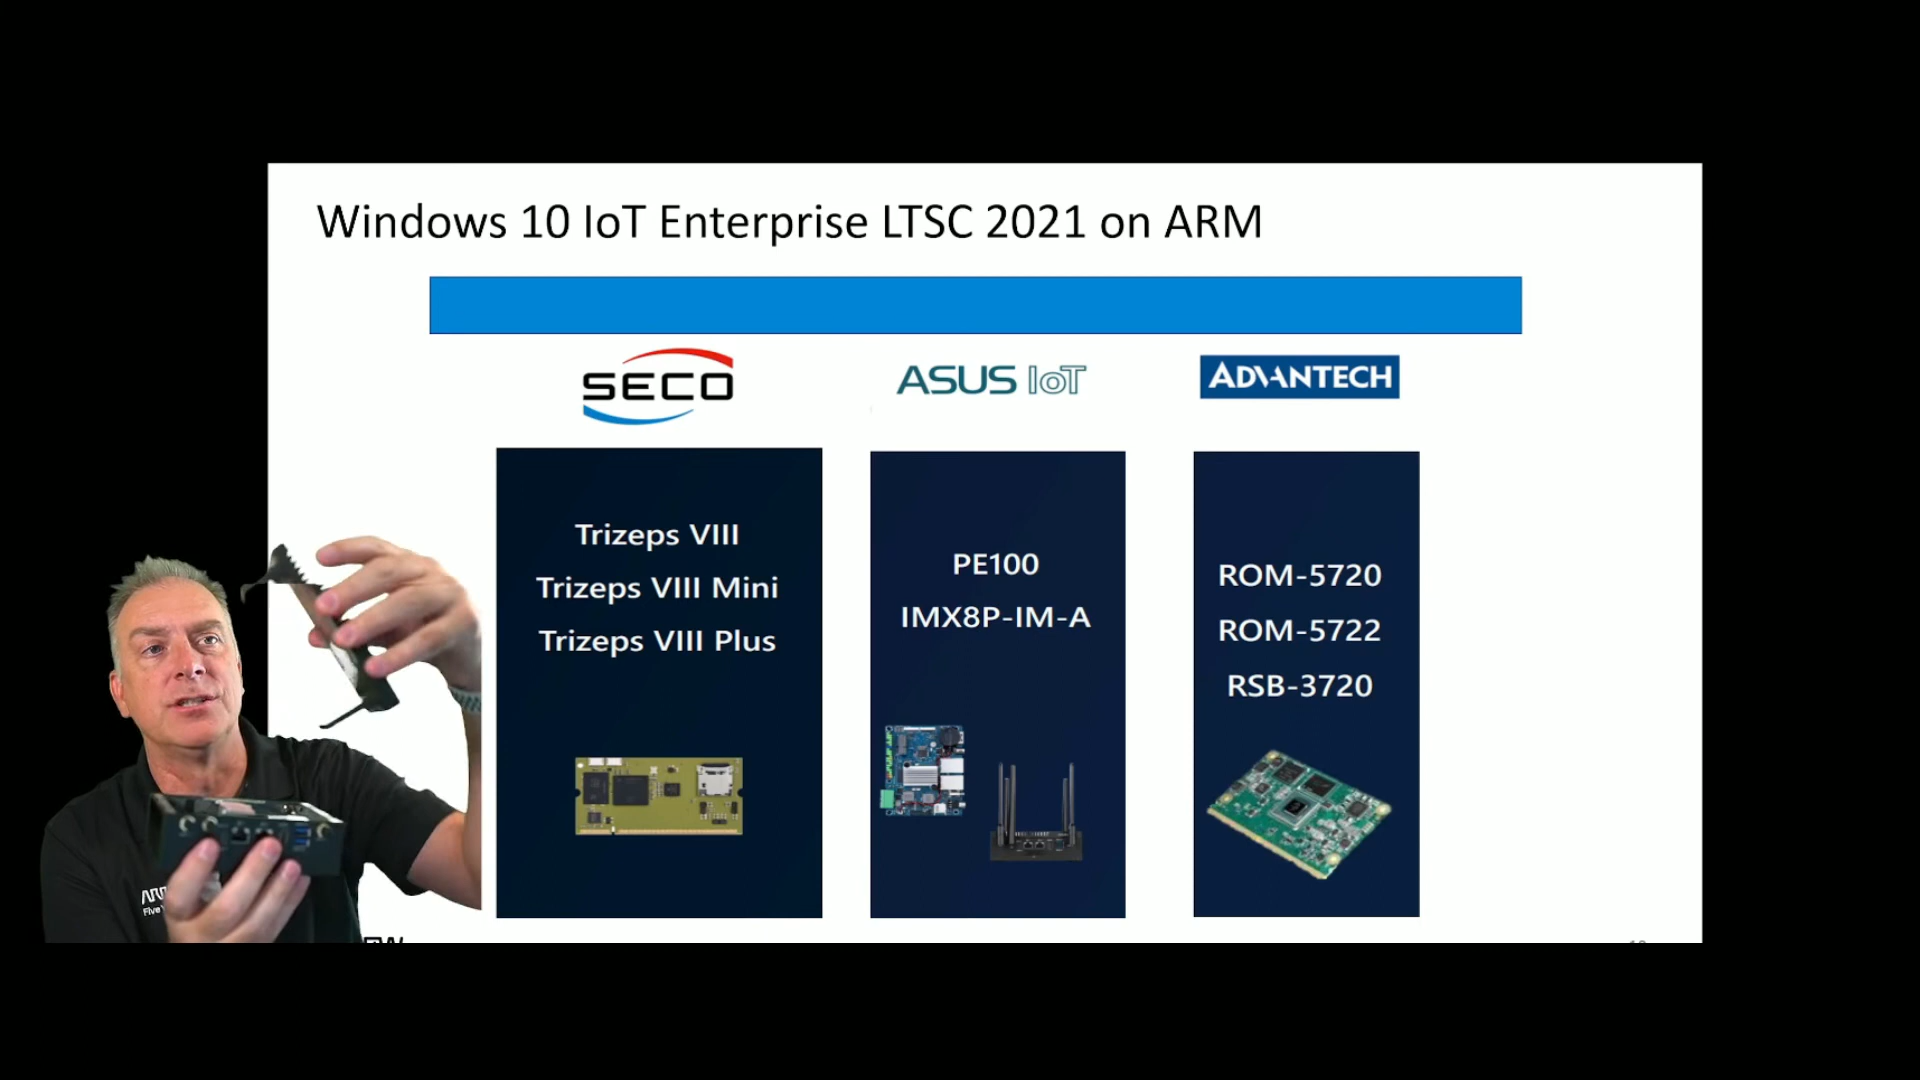 Windows 10 IoT Enterprise LTSC 2021 on ARM
SECO
ASUS IoT
ADVANTECH
Trizeps VIII
Trizeps VIII Mini
Trizeps VIII Plus
PE100
IMX8P-IM-A
ROM-5720
ROM-5722
RSB-3720